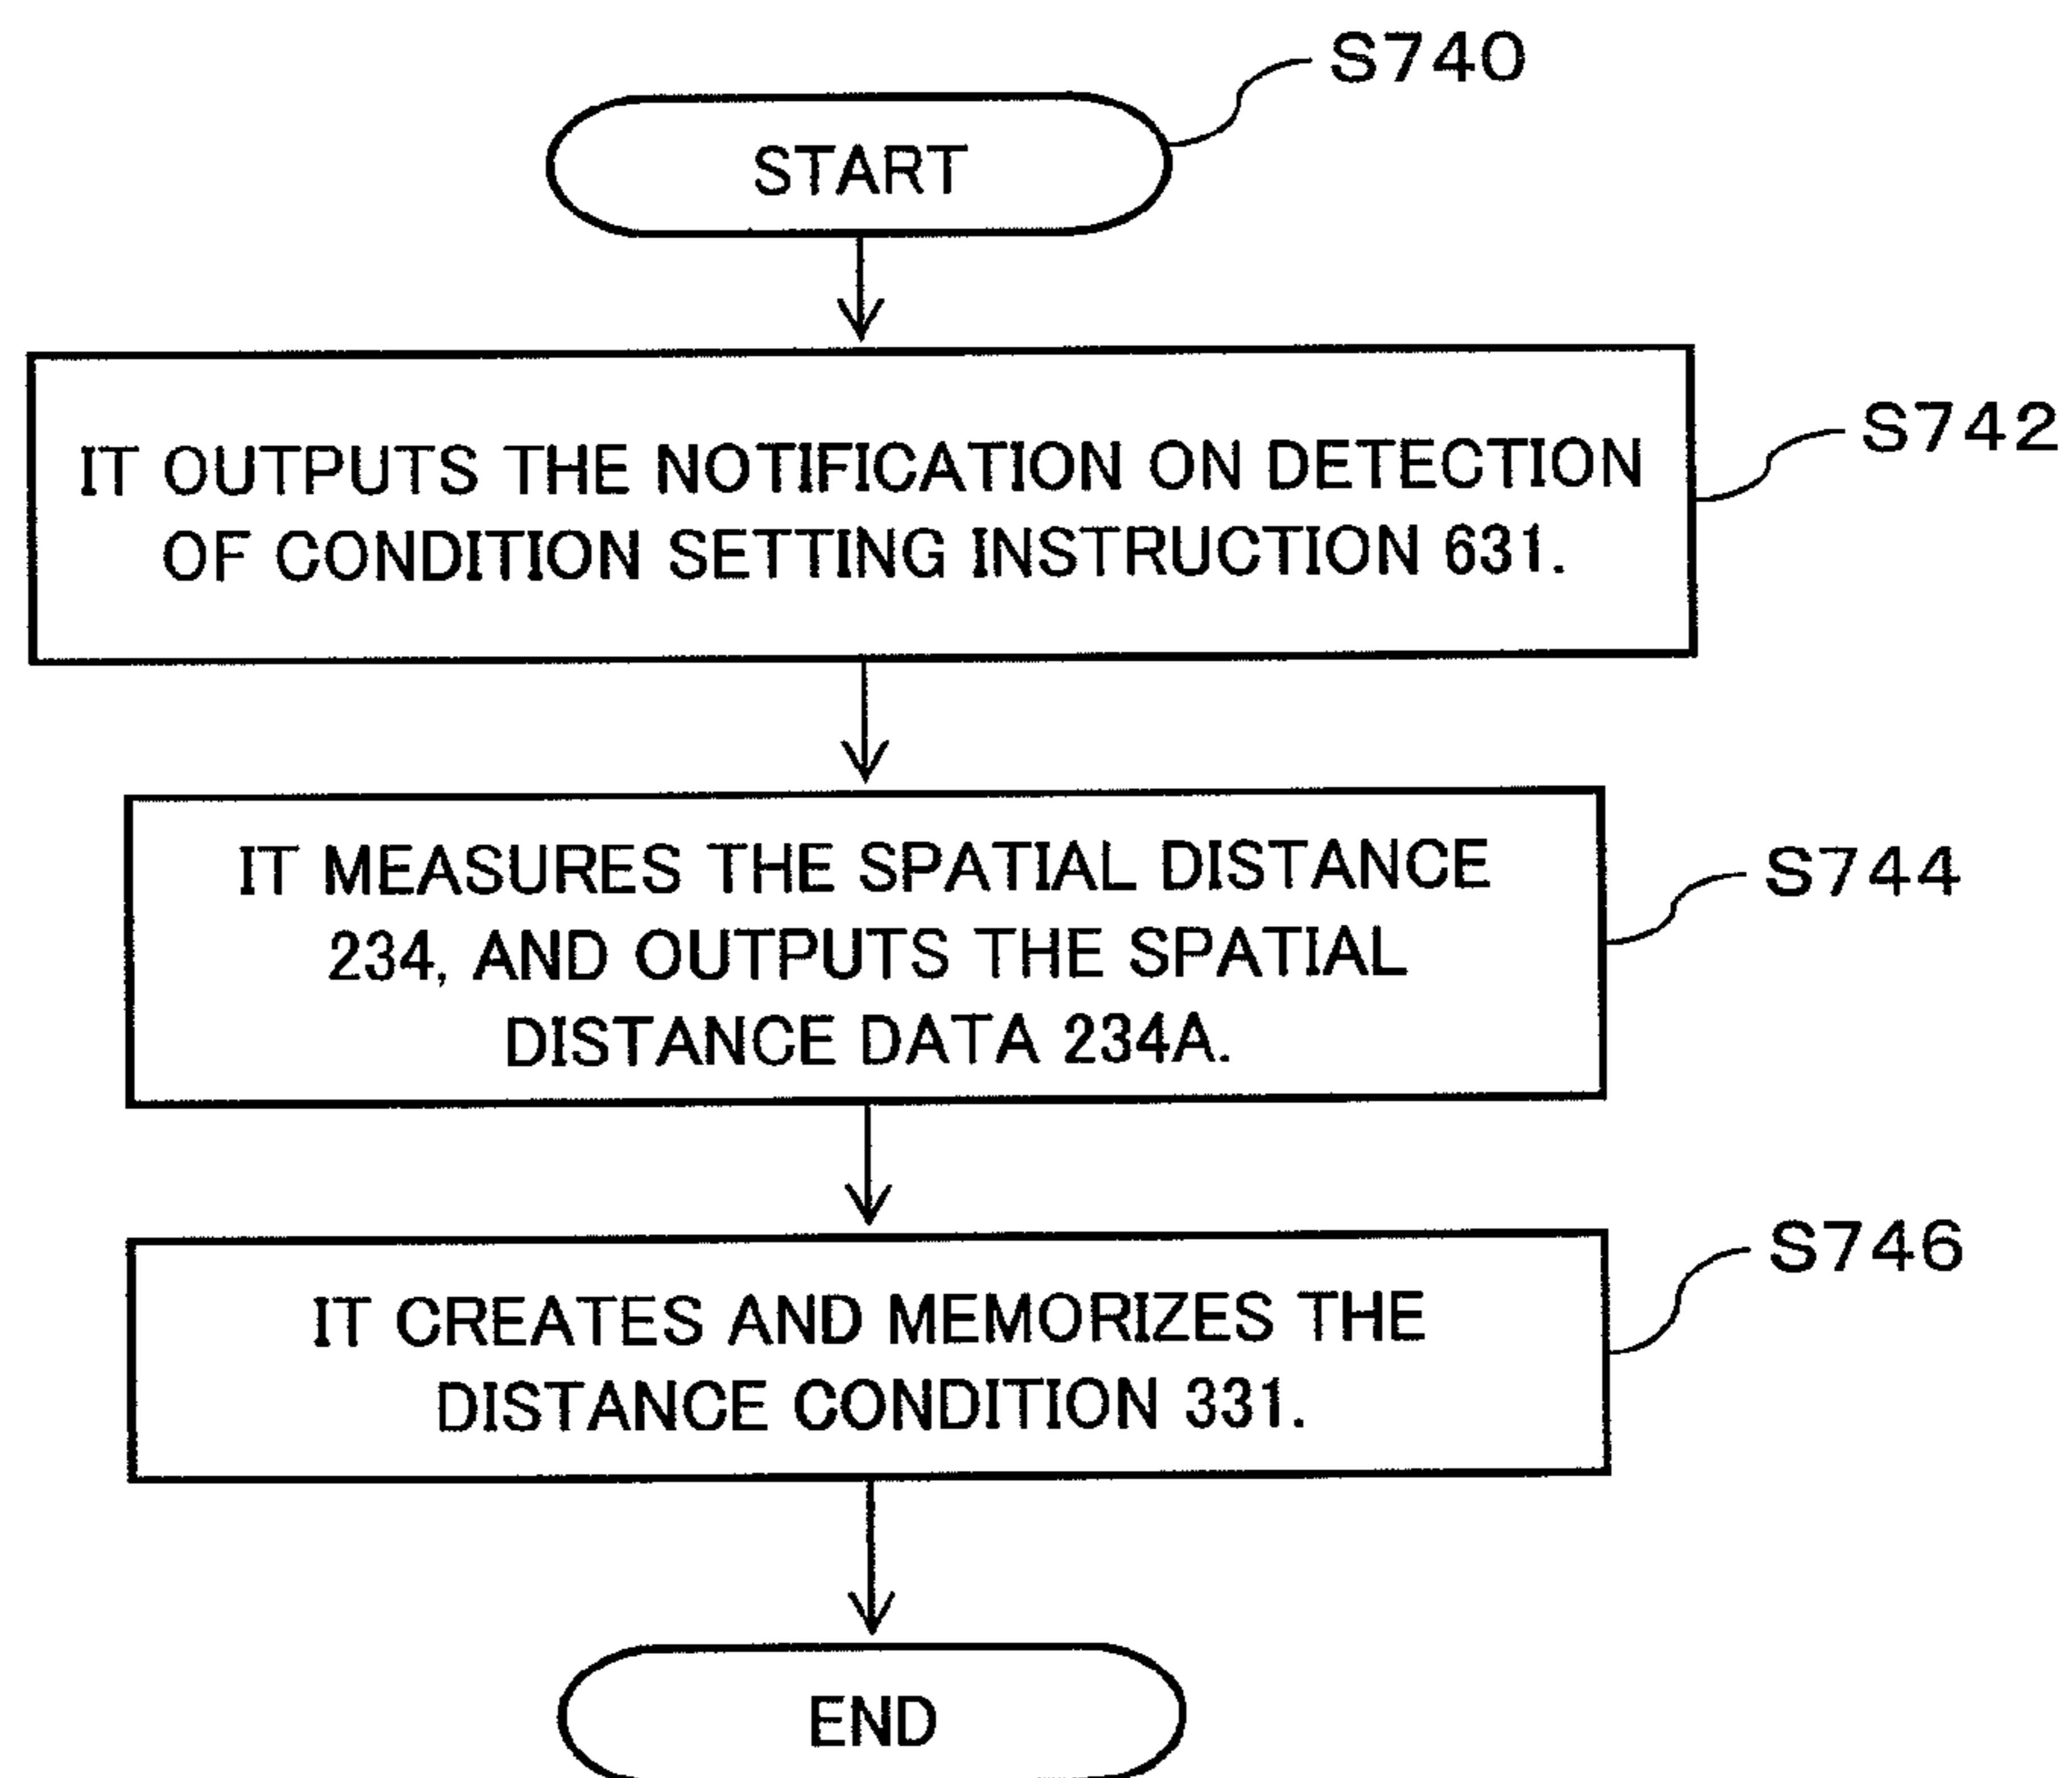 S740
START
S742
IT OUTPUTS THE NOTIFICATION ON DETECTION
OF CONDITION SETTING INSTRUCTION 631.
S744
IT MEASURES THE SPATIAL DISTANCE
234, AND OUTPUTS THE SPATIAL
DISTANCE DATA 234A.
S746
IT CREATES AND MEMORIZES THE
DISTANCE CONDITION 331.
END